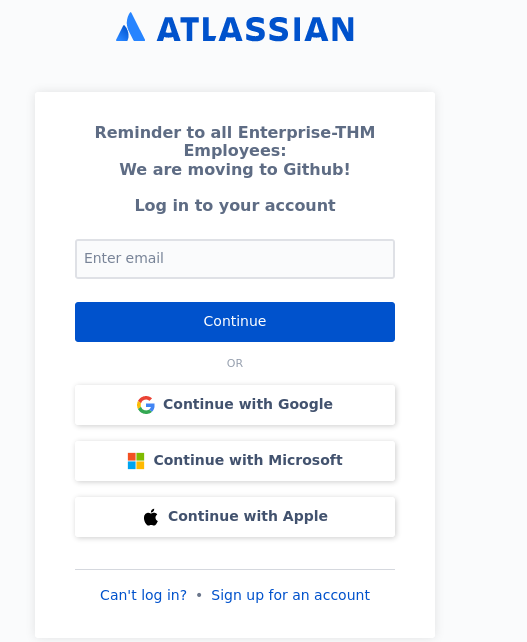 ATLASSIAN
Reminder to all Enterprise-THM
Employees:
We are moving to Github!
Log in to your account
Enter email
Continue
OR
Continue with Google
Continue with Microsoft
Continue with Apple
Can't log in? • Sign up for an account